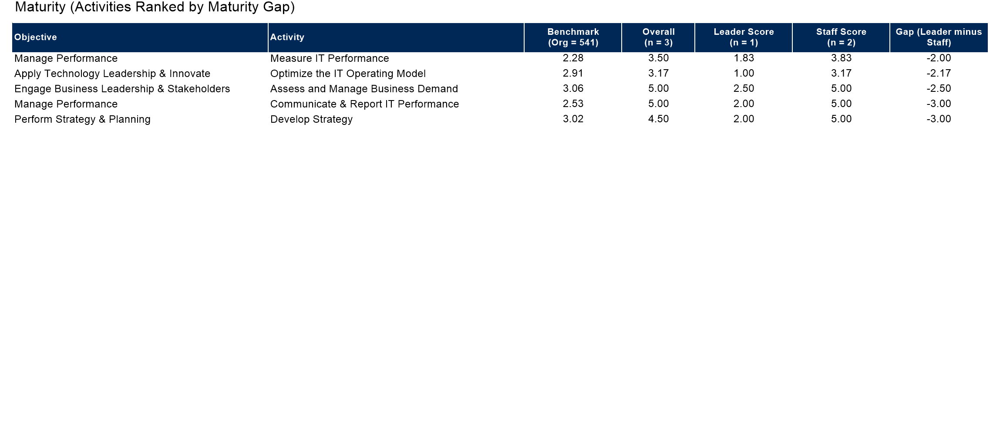 Maturity (Activities Ranked by Maturity Gap)
Objective Activity Benchmark (Org = 541) Overall (n = 3) Leader Score (n = 1) Staff Score (n = 2) Gap (Leader minus Staff)
Manage Performance Measure IT Performance 2.28 3.50 1.83 3.83 -2.00
Apply Technology Leadership & Innovate Optimize the IT Operating Model 2.91 3.17 1.00 3.17 -2.17
Engage Business Leadership & Stakeholders Assess and Manage Business Demand 3.06 5.00 2.50 5.00 -2.50
Manage Performance Communicate & Report IT Performance 2.53 5.00 2.00 5.00 -3.00
Perform Strategy & Planning Develop Strategy 3.02 4.50 2.00 5.00 -3.00